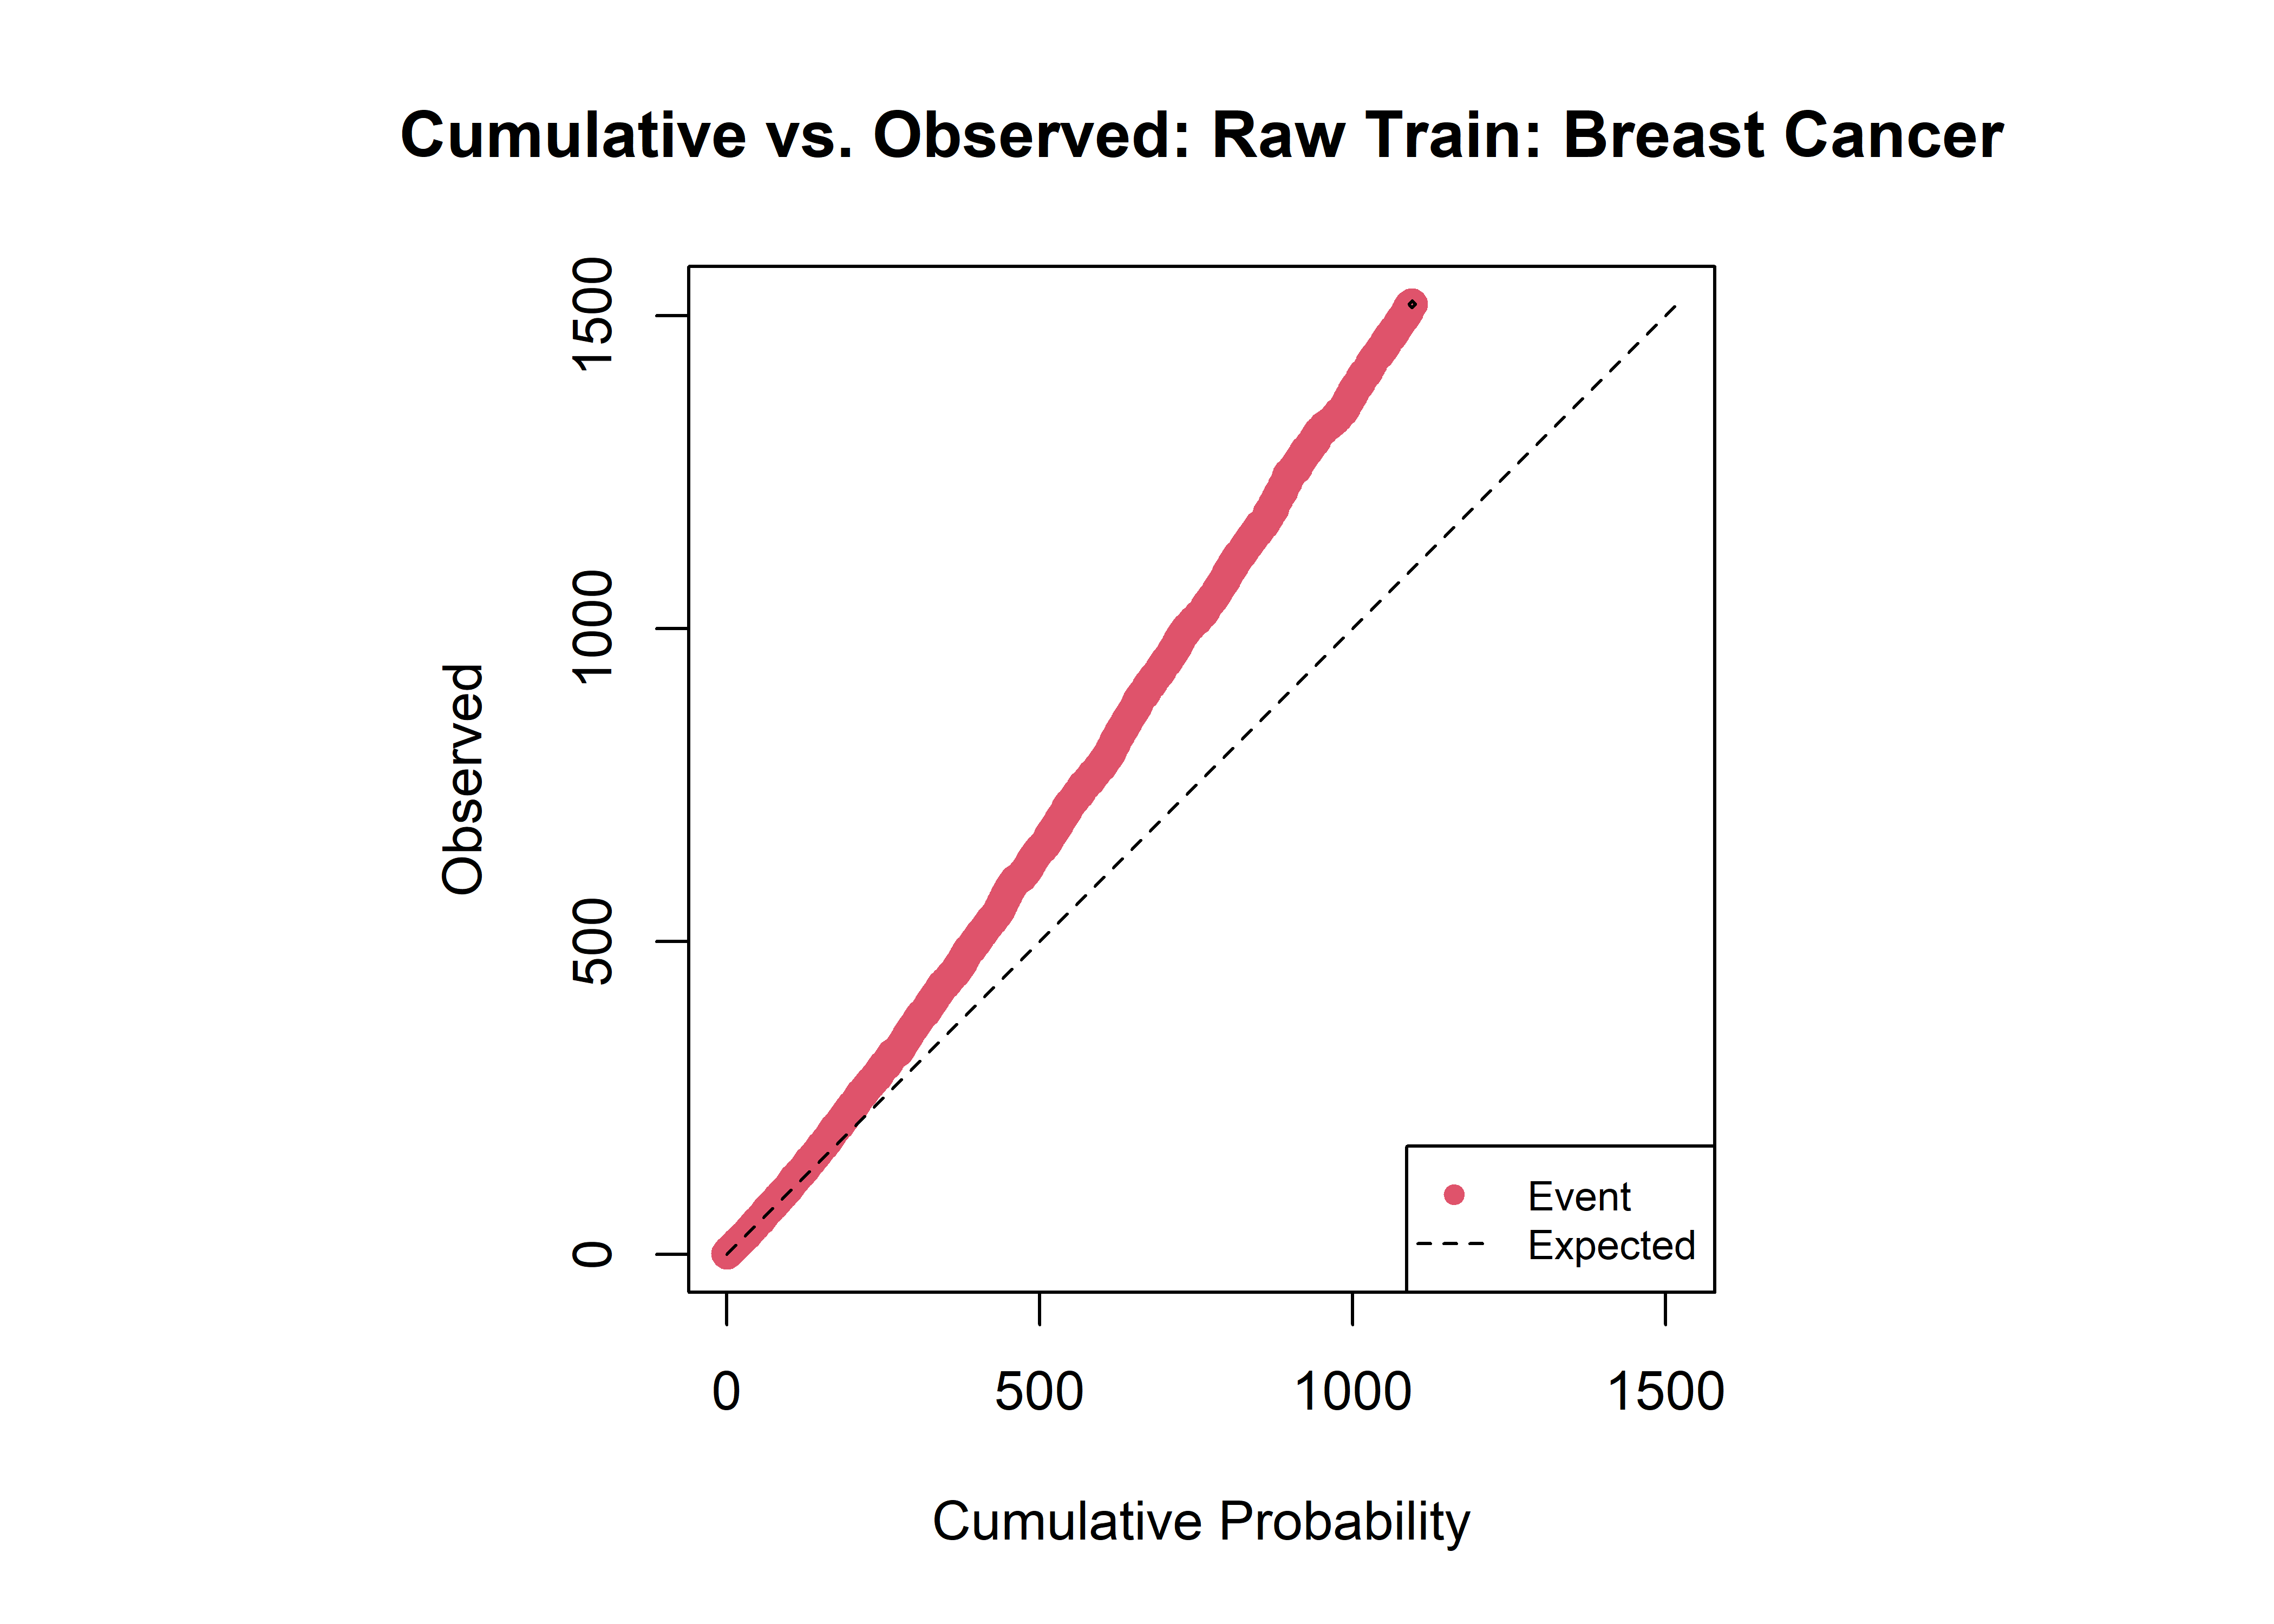 Cumulative vs. Observed: Raw Train: Breast Cancer
1500
1000
500
0
Observed
Event
Expected
0 500 1000 1500
Cumulative Probability